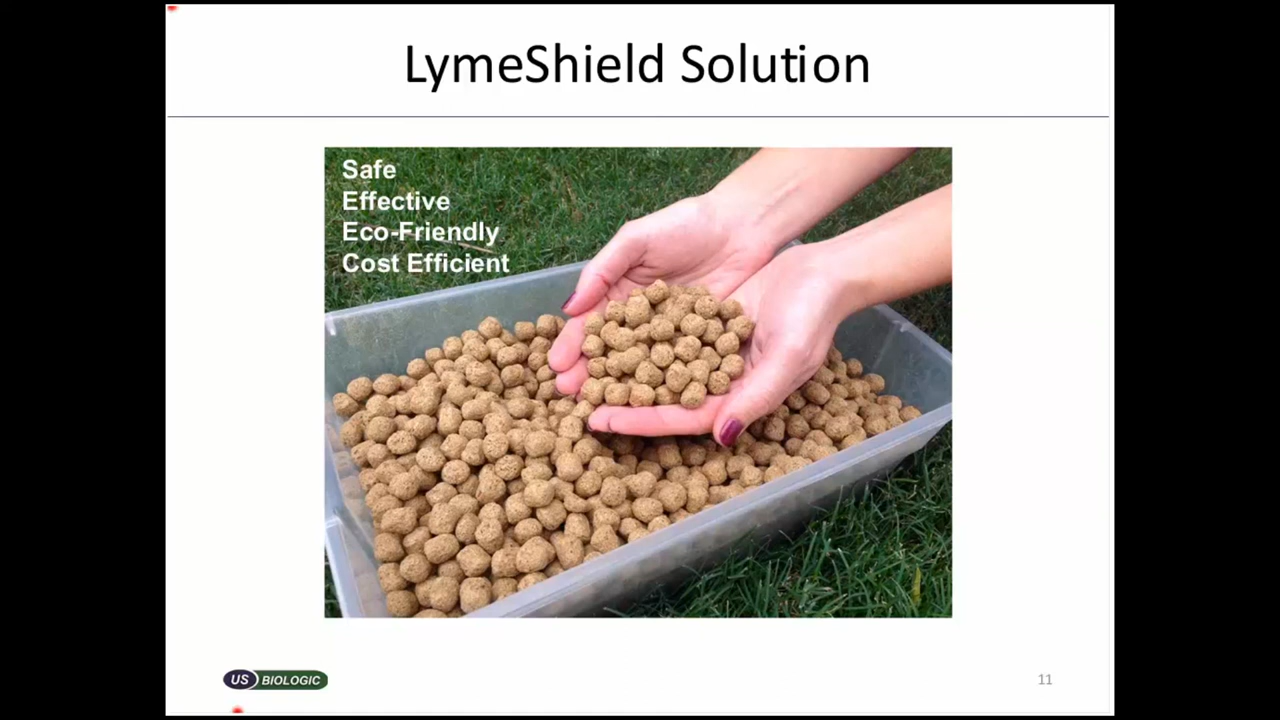 LymeShield Solution
Safe
Effective
Eco-Friendly
Cost Efficient
US BIOLOGIC
11